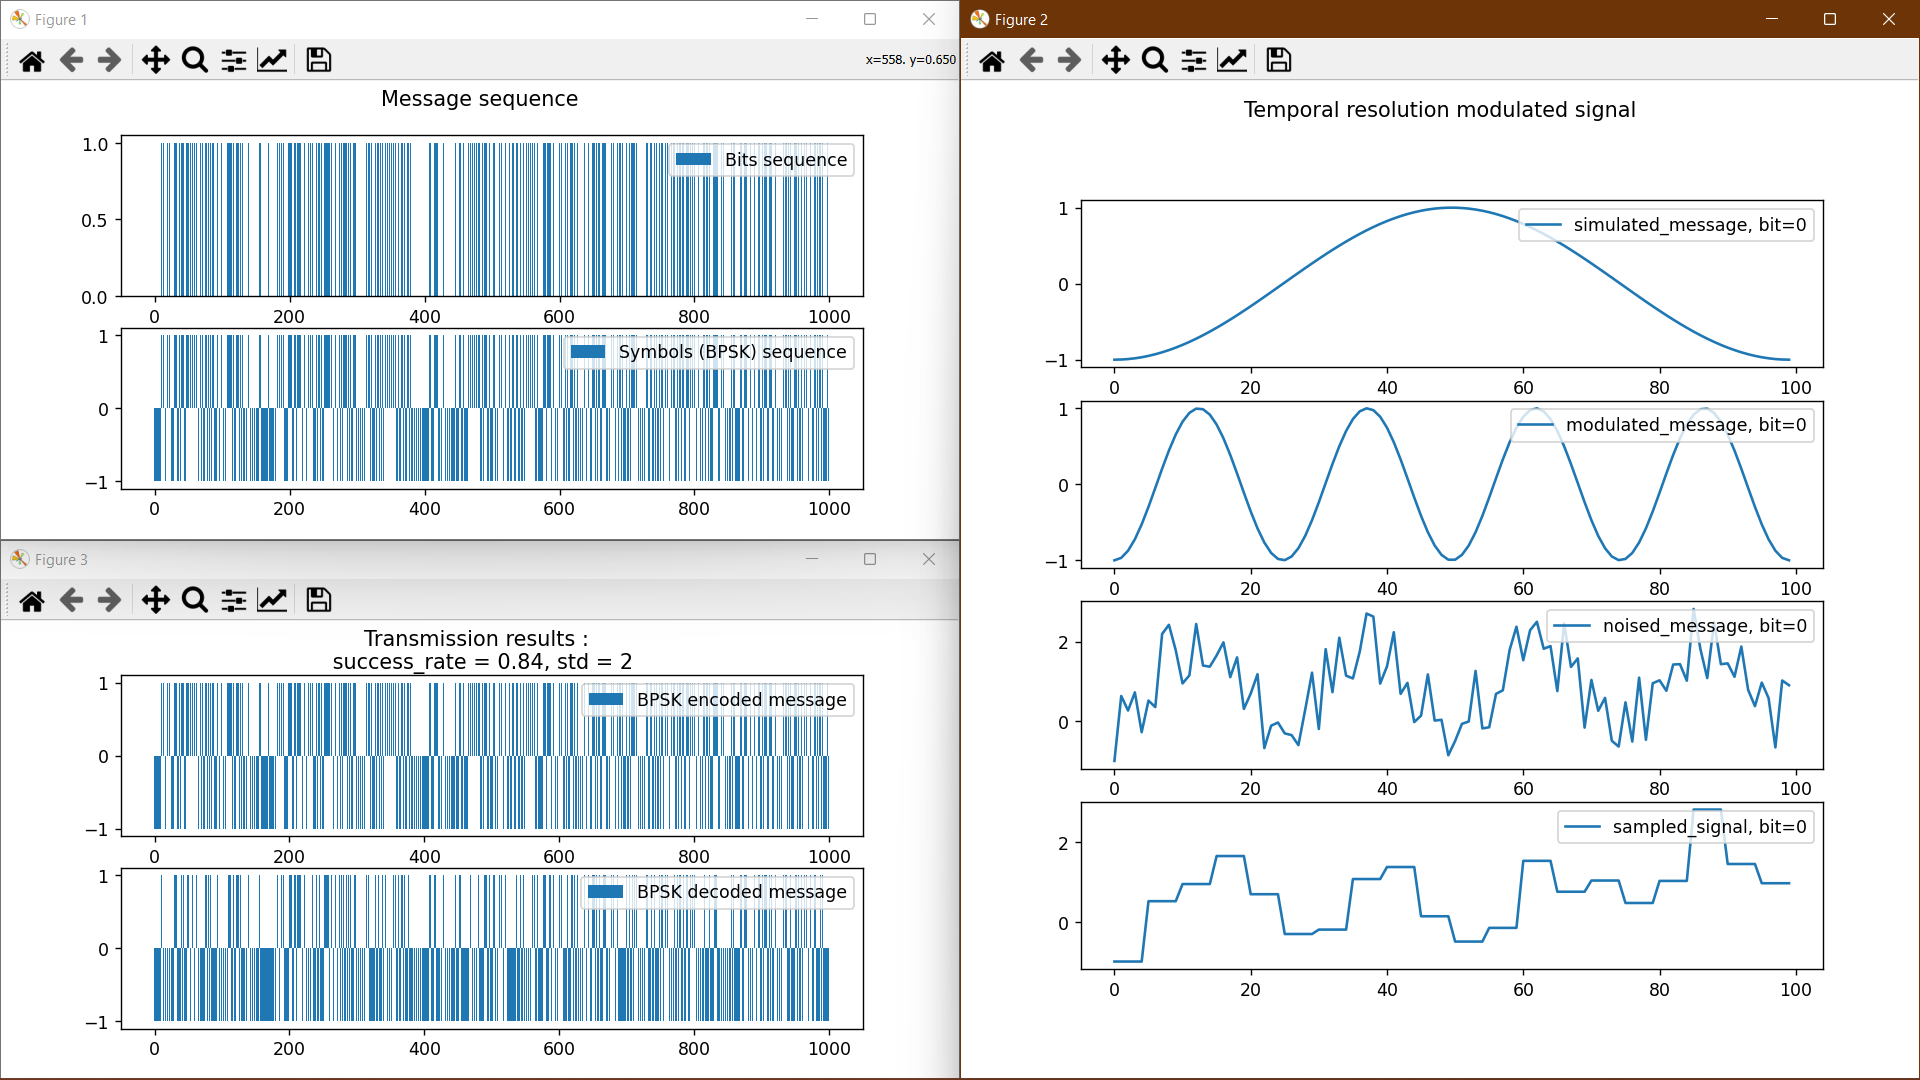 Figure 1
x=558. y=0.650
Message sequence
1.0
0.5
0.0
Bits sequence
0 200 400 600 800 1000
1
0
−1
Symbols (BPSK) sequence
0 200 400 600 800 1000
Figure 3
Transmission results :
success_rate = 0.84, std = 2
1
0
−1
BPSK encoded message
0 200 400 600 800 1000
1
0
−1
BPSK decoded message
0 200 400 600 800 1000
Figure 2
Temporal resolution modulated signal
1
0
−1
simulated_message, bit=0
0 20 40 60 80 100
1
0
−1
modulated_message, bit=0
0 20 40 60 80 100
2
0
noised_message, bit=0
0 20 40 60 80 100
2
0
sampled_signal, bit=0
0 20 40 60 80 100